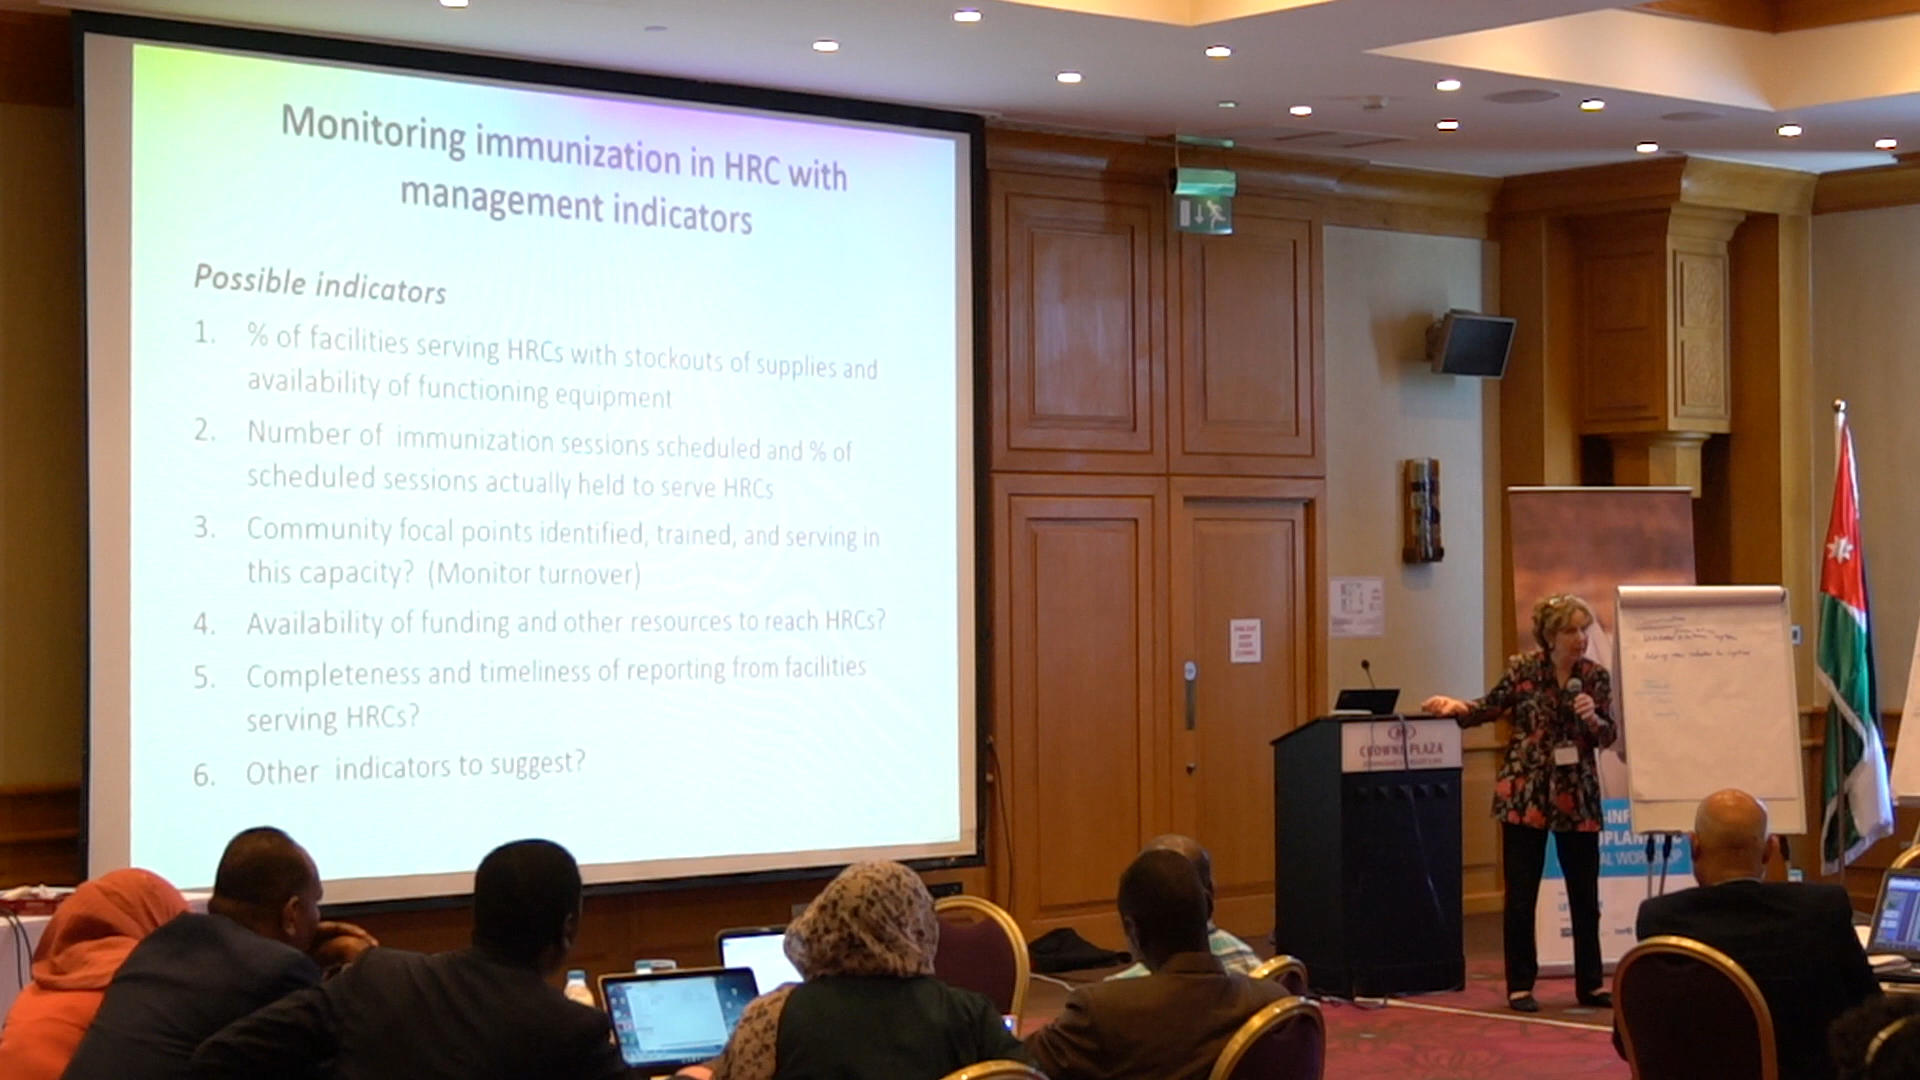 Monitoring immunization in HRC with
management indicators
Possible indicators
1. % of facilities serving HRCs with stockouts of supplies and
availability of functioning equipment
2. Number of immunization sessions scheduled and % of
scheduled sessions actually held to serve HRCs
3. Community focal points identified, trained, and serving in
this capacity? (Monitor turnover)
4. Availability of funding and other resources to reach HRCs?
5. Completeness and timeliness of reporting from facilities
serving HRCs?
6. Other indicators to suggest?
CROWNE PLAZA